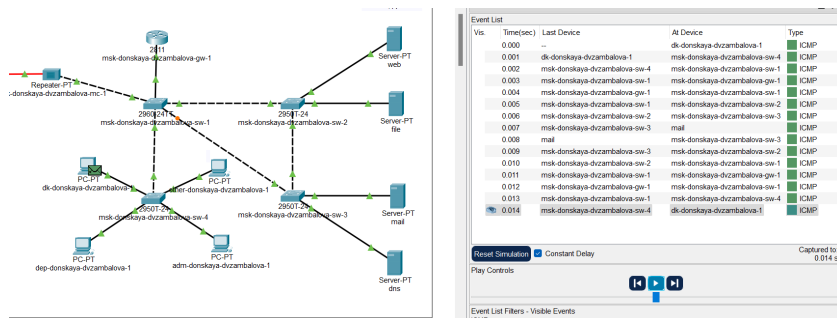 2811
msk-donskaya-dvzambalova-gw-1
Server-PT
web
Repeater-PT
-donskaya-dvzambalova-mc-1
2960-24TT
msk-donskaya-dvzambalova-sw-1
2950T-24
msk-donskaya-dvzambalova-sw-2
Server-PT
file
PC-PT
dk-donskaya-dvzambalova-1
PC-PT
other-donskaya-dvzambalova-1
2950T-24
msk-donskaya-dvzambalova-sw-4
2950T-24
msk-donskaya-dvzambalova-sw-3
Server-PT
mail
PC-PT
dep-donskaya-dvzambalova-1
PC-PT
adm-donskaya-dvzambalova-1
Server-PT
dns
Event List
Vis. Time(sec) Last Device At Device Type
0.000 -- dk-donskaya-dvzambalova-1 ICMP
0.001 dk-donskaya-dvzambalova-1 msk-donskaya-dvzambalova-sw-4 ICMP
0.002 msk-donskaya-dvzambalova-sw-4 msk-donskaya-dvzambalova-sw-1 ICMP
0.003 msk-donskaya-dvzambalova-sw-1 msk-donskaya-dvzambalova-gw-1 ICMP
0.004 msk-donskaya-dvzambalova-gw-1 msk-donskaya-dvzambalova-sw-1 ICMP
0.005 msk-donskaya-dvzambalova-sw-1 msk-donskaya-dvzambalova-sw-2 ICMP
0.006 msk-donskaya-dvzambalova-sw-2 msk-donskaya-dvzambalova-sw-3 ICMP
0.007 msk-donskaya-dvzambalova-sw-3 mail ICMP
0.008 mail msk-donskaya-dvzambalova-sw-3 ICMP
0.009 msk-donskaya-dvzambalova-sw-3 msk-donskaya-dvzambalova-sw-2 ICMP
0.010 msk-donskaya-dvzambalova-sw-2 msk-donskaya-dvzambalova-sw-1 ICMP
0.011 msk-donskaya-dvzambalova-sw-1 msk-donskaya-dvzambalova-gw-1 ICMP
0.012 msk-donskaya-dvzambalova-gw-1 msk-donskaya-dvzambalova-sw-1 ICMP
0.013 msk-donskaya-dvzambalova-sw-1 msk-donskaya-dvzambalova-sw-4 ICMP
0.014 msk-donskaya-dvzambalova-sw-4 dk-donskaya-dvzambalova-1 ICMP
Reset Simulation Constant Delay Captured to
0.014 s
Play Controls
Event List Filters - Visible Events